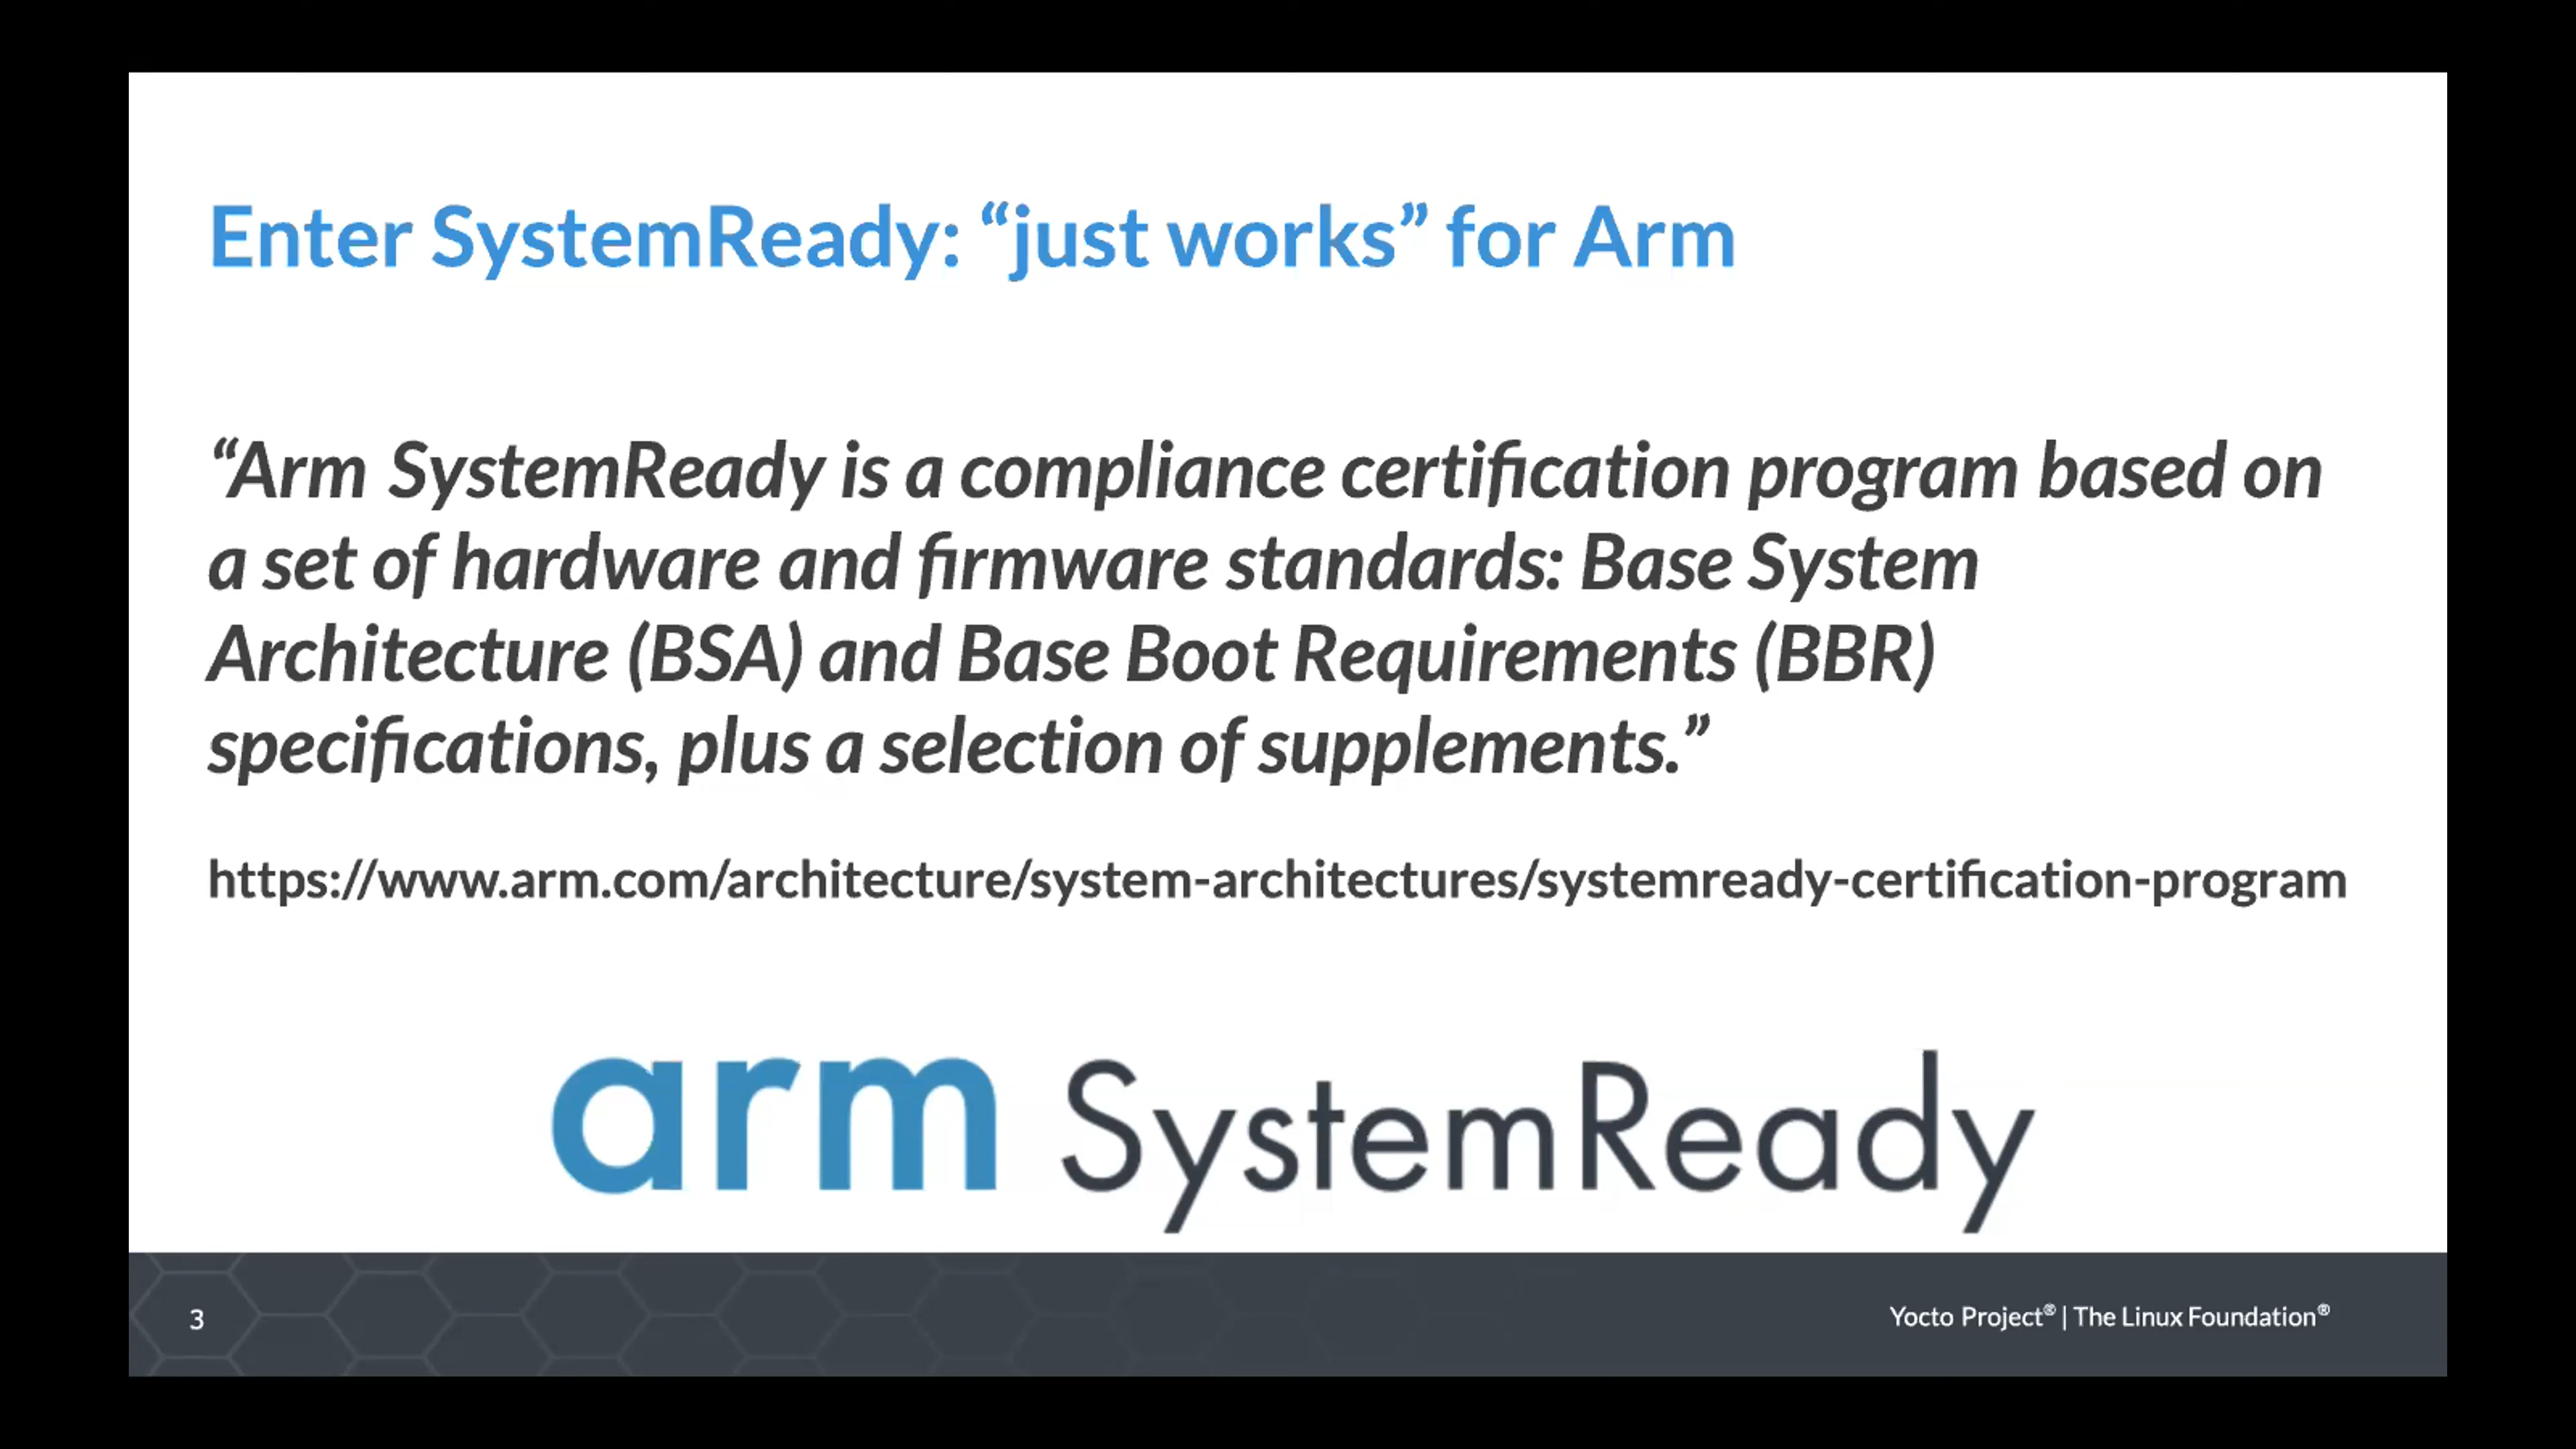 Enter SystemReady: “just works” for Arm
“Arm SystemReady is a compliance certification program based on
a set of hardware and firmware standards: Base System
Architecture (BSA) and Base Boot Requirements (BBR)
specifications, plus a selection of supplements.”
https://www.arm.com/architecture/system-architectures/systemready-certification-program
arm SystemReady
3
Yocto Project® | The Linux Foundation®